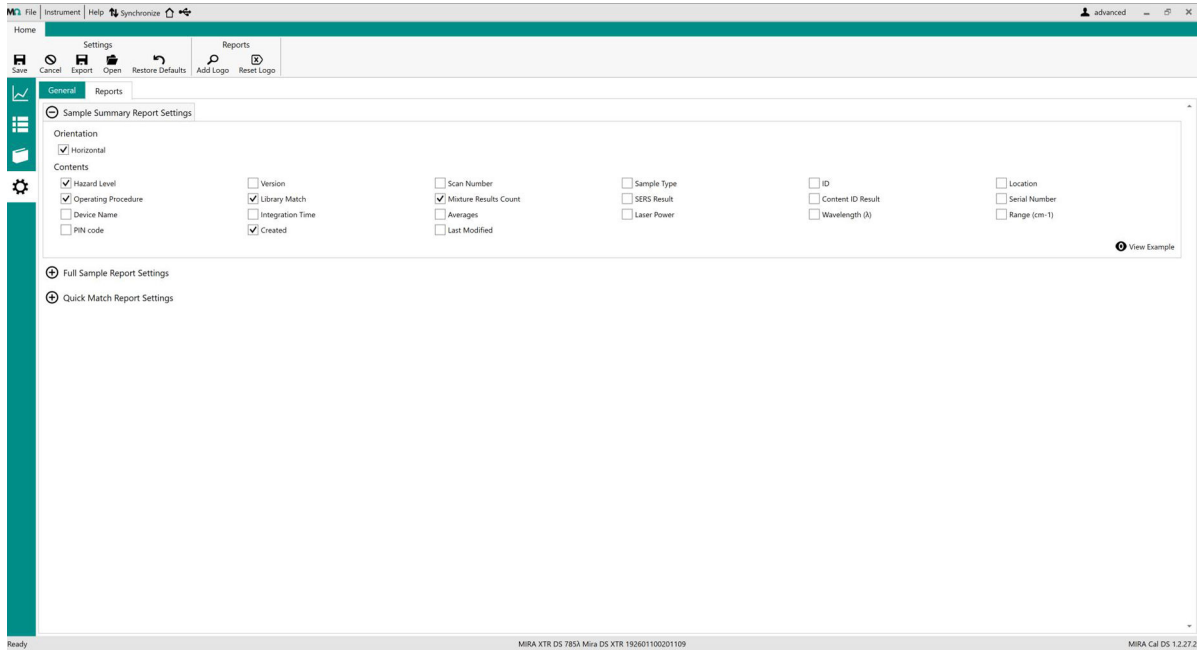 File Instrument Help Synchronize advanced
Home
Settings Reports
Save Cancel Export Open Restore Defaults Add Logo Reset Logo
General Reports
Sample Summary Report Settings
Orientation
Horizontal
Contents
Hazard Level Version Scan Number Sample Type ID Location
Operating Procedure Library Match Mixture Results Count SERS Result Content ID Result Serial Number
Device Name Integration Time Averages Laser Power Wavelength (λ) Range (cm-1)
PIN code Created Last Modified
View Example
Full Sample Report Settings
Quick Match Report Settings
Ready MIRA XTR DS 785λ Mira DS XTR 192601100201109 MIRA Cal DS 1.2.27.2